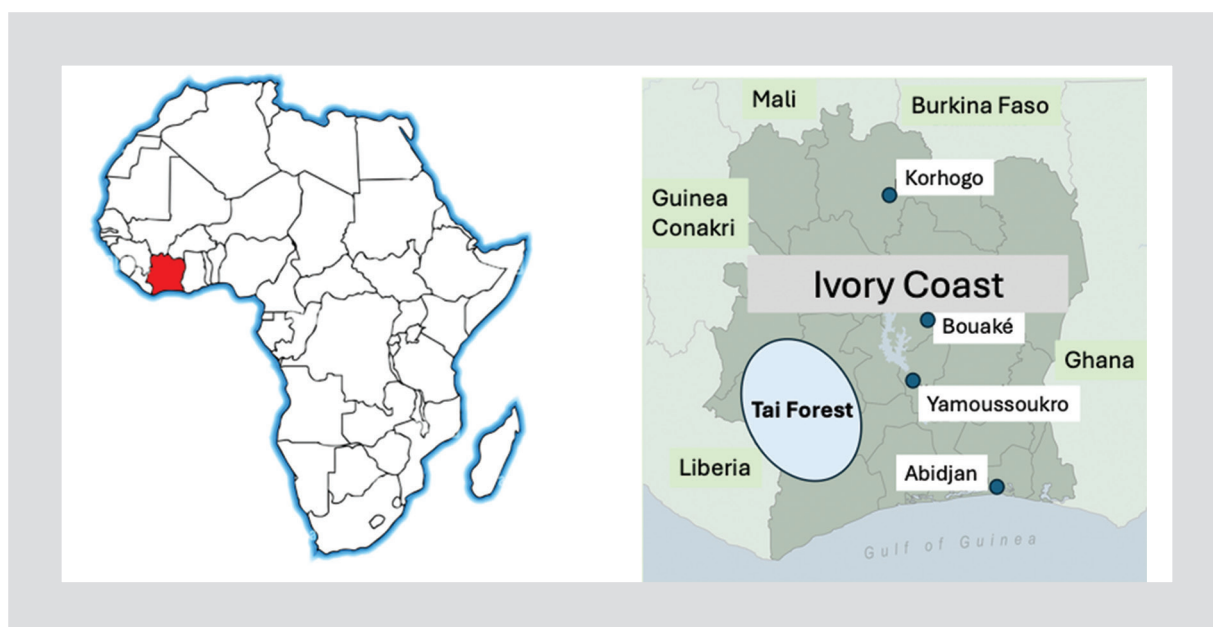 Mali
Burkina Faso
Korhogo
Guinea
Conakri
Ivory Coast
Bouaké
Ghana
Tai Forest
Yamoussoukro
Liberia
Abidjan
Gulf of Guinea